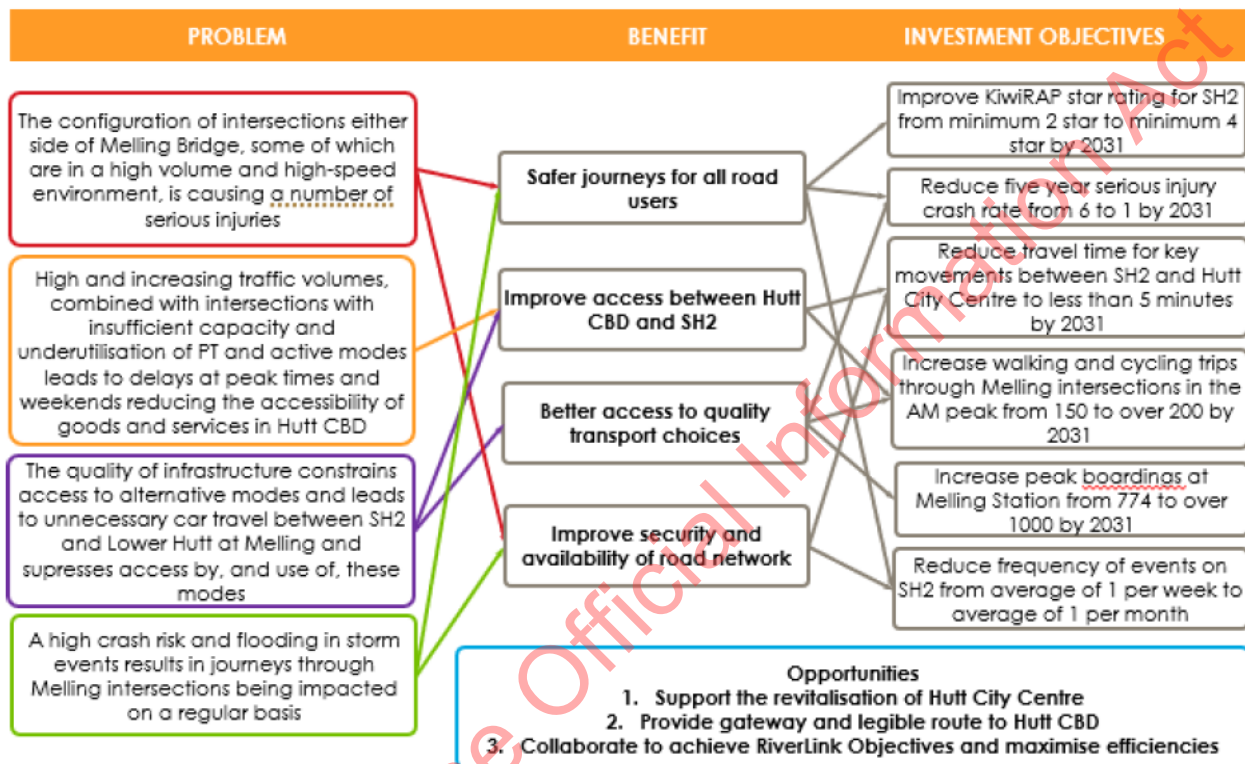 PROBLEM
BENEFIT
INVESTMENT OBJECTIVES
The configuration of intersections either
side of Melling Bridge, some of which
are in a high volume and high-speed
environment, is causing a number of
serious injuries
High and increasing traffic volumes,
combined with intersections with
insufficient capacity and
underutilisation of PT and active modes
leads to delays at peak times and
weekends reducing the accessibility of
goods and services in Hutt CBD
The quality of infrastructure constrains
access to alternative modes and leads
to unnecessary car travel between SH2
and Lower Hutt at Melling and
supresses access by, and use of, these
modes
A high crash risk and flooding in storm
events results in journeys through
Melling intersections being impacted
on a regular basis
Safer journeys for all road
users
Improve access between Hutt
CBD and SH2
Better access to quality
transport choices
Improve security and
availability of road network
Improve KiwiRAP star rating for SH2
from minimum 2 star to minimum 4
star by 2031
Reduce five year serious injury
crash rate from 6 to 1 by 2031
Reduce travel time for key
movements between SH2 and Hutt
City Centre to less than 5 minutes
by 2031
Increase walking and cycling trips
through Melling intersections in the
AM peak from 150 to over 200 by
2031
Increase peak boardings at
Melling Station from 774 to over
1000 by 2031
Reduce frequency of events on
SH2 from average of 1 per week to
average of 1 per month
Opportunities
1. Support the revitalisation of Hutt City Centre
2. Provide gateway and legible route to Hutt CBD
3. Collaborate to achieve RiverLink Objectives and maximise efficiencies
Official Information Act